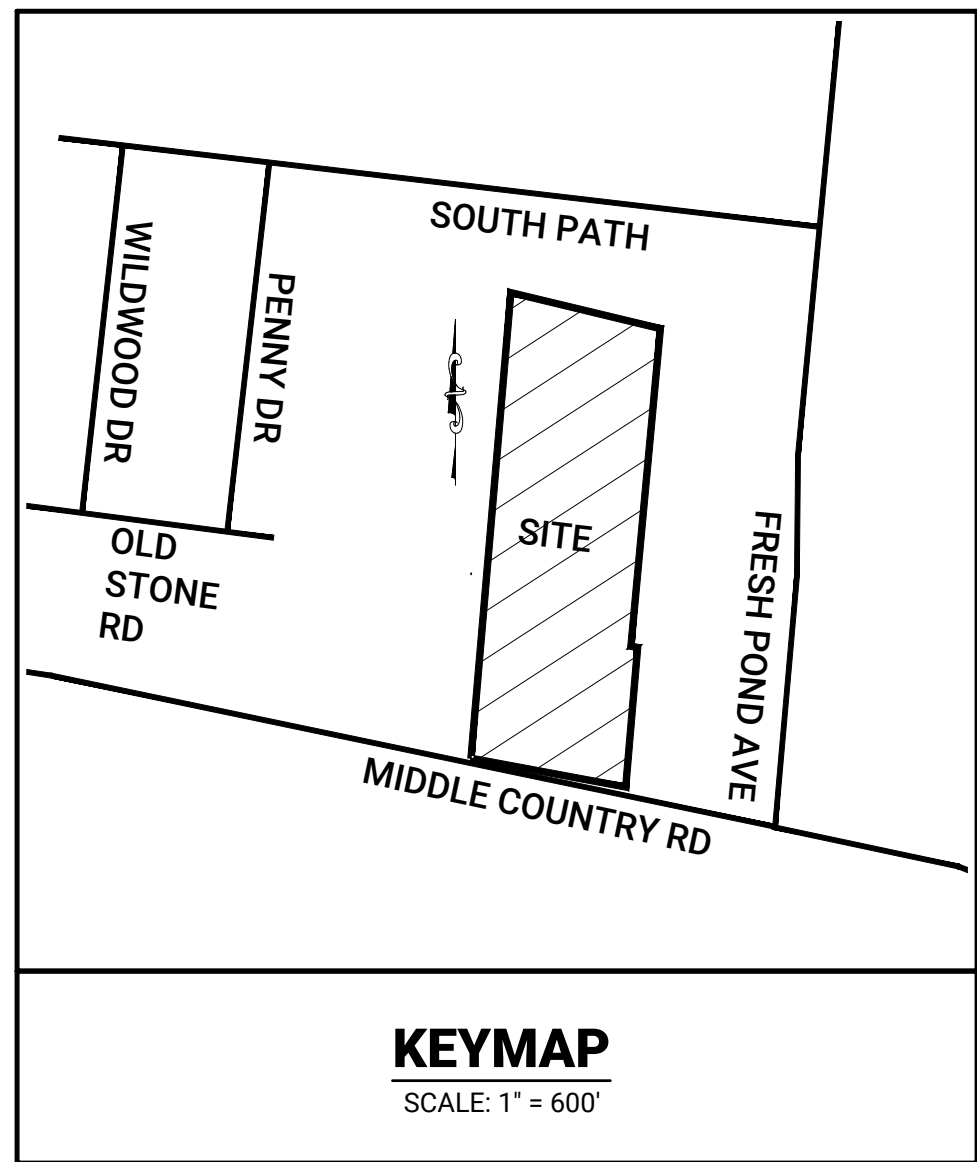 SOUTH PATH
WILDWOOD DR
PENNY DR
SITE
OLD
STONE
RD
FRESH POND AVE
MIDDLE COUNTRY RD
KEYMAP
SCALE: 1" = 600'